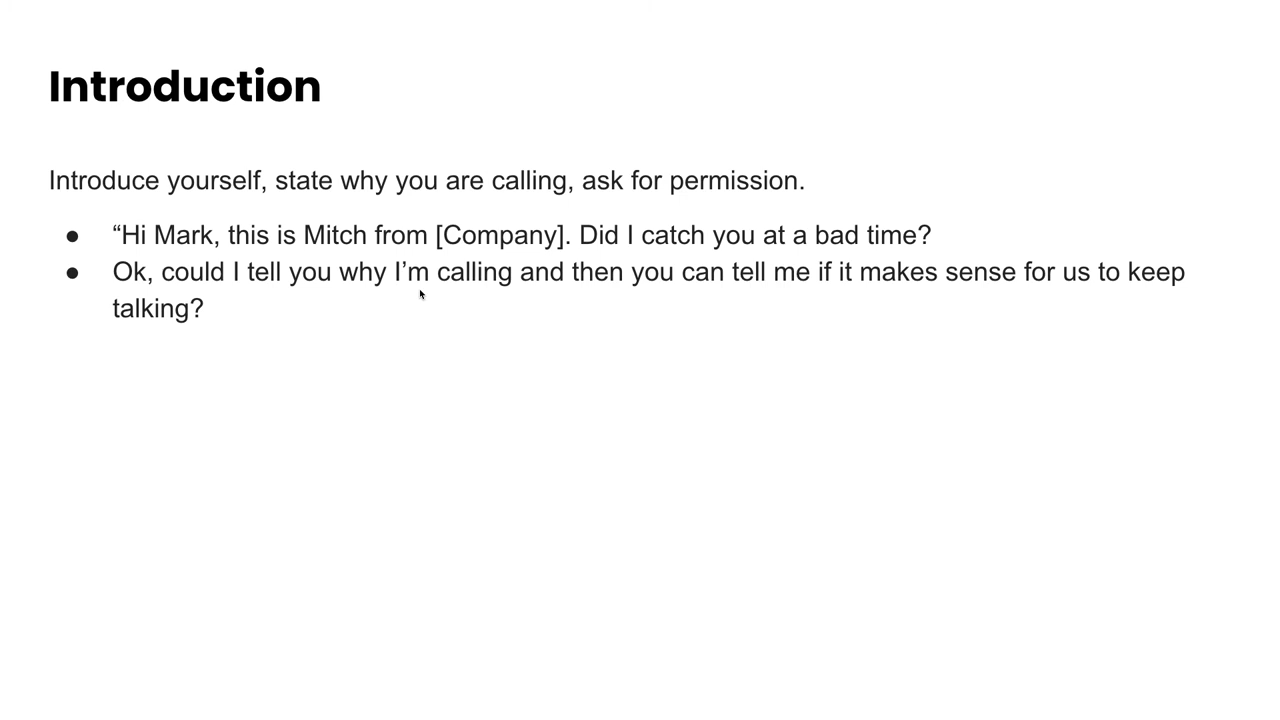 Introduction
Introduce yourself, state why you are calling, ask for permission.
● “Hi Mark, this is Mitch from [Company]. Did I catch you at a bad time?
● Ok, could I tell you why I’m calling and then you can tell me if it makes sense for us to keep
talking?